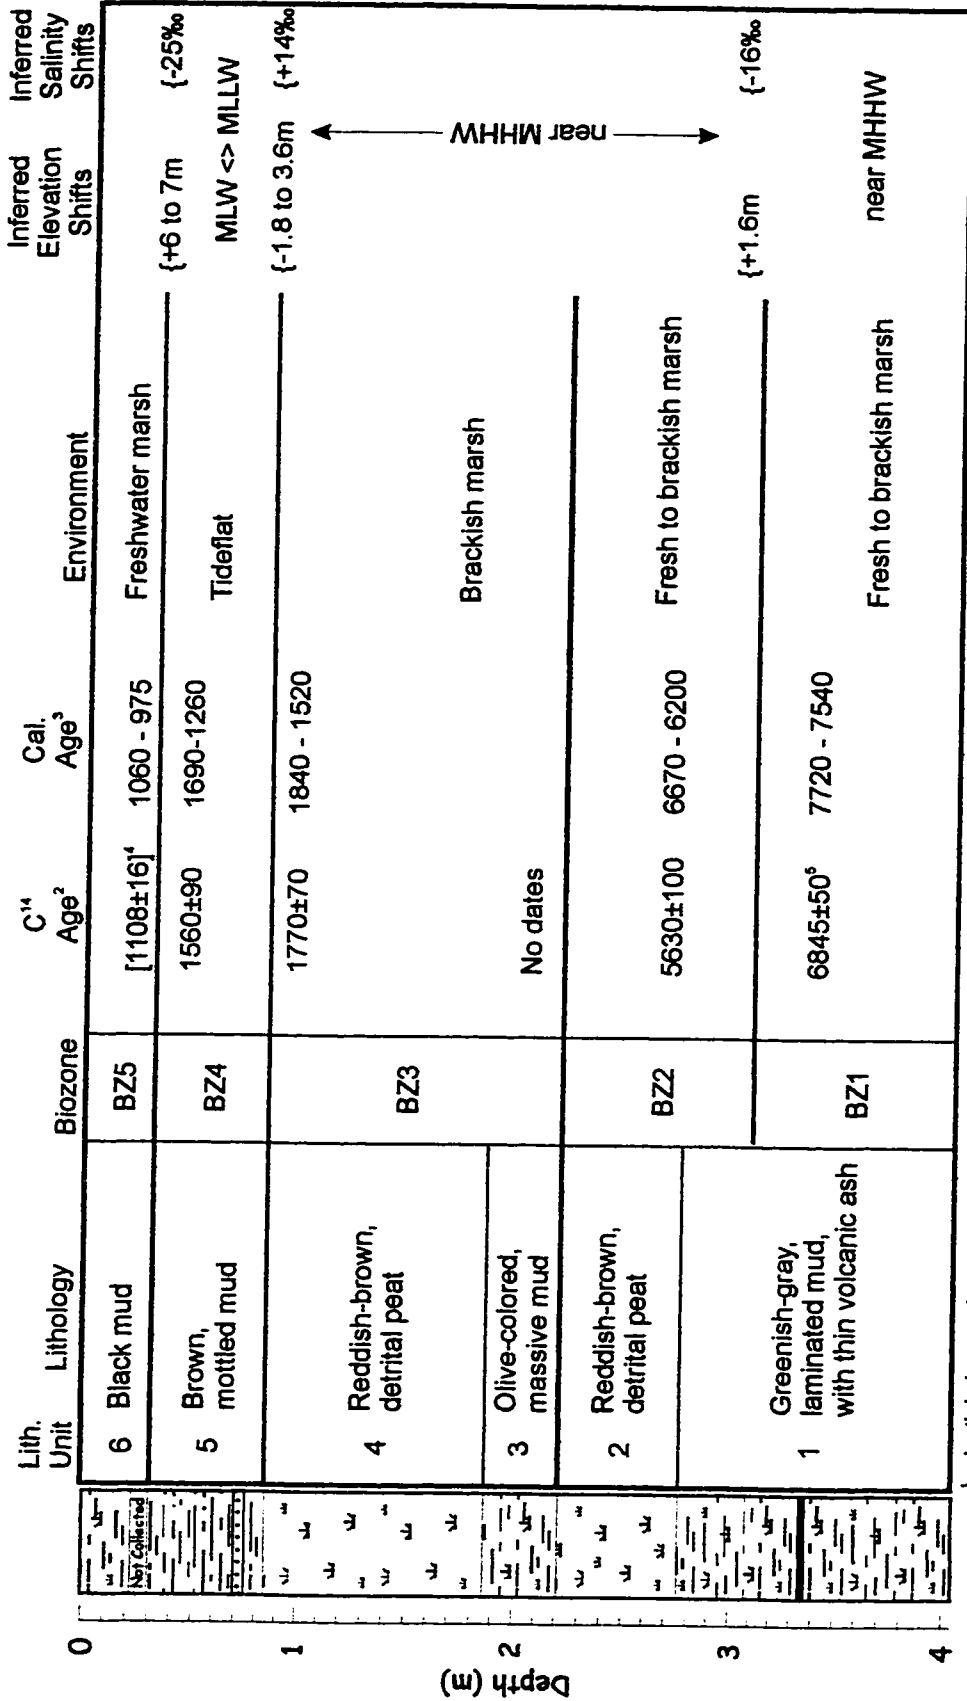 Lith. Unit
Lithology
Biozone
C¹⁴ Age²
Cal. Age³
Environment
Inferred Elevation Shifts
Inferred Salinity Shifts
Depth (m)
0
1
2
3
4
Not Collected
6 Black mud BZ5 [1108±16]⁴ 1060 - 975 Freshwater marsh
{+6 to 7m {-25‰
5 Brown, mottled mud BZ4 1560±90 1690-1260 Tideflat MLW <> MLLW
{-1.8 to 3.6m {+14‰
4 Reddish-brown, detrital peat BZ3 1770±70 1840 - 1520
Brackish marsh
near MHHW
3 Olive-colored, massive mud No dates
2 Reddish-brown, detrital peat BZ2 5630±100 6670 - 6200 Fresh to brackish marsh
{+1.6m {-16‰
1 Greenish-gray, laminated mud, with thin volcanic ash BZ1 6845±50⁵ 7720 - 7540 Fresh to brackish marsh near MHHW